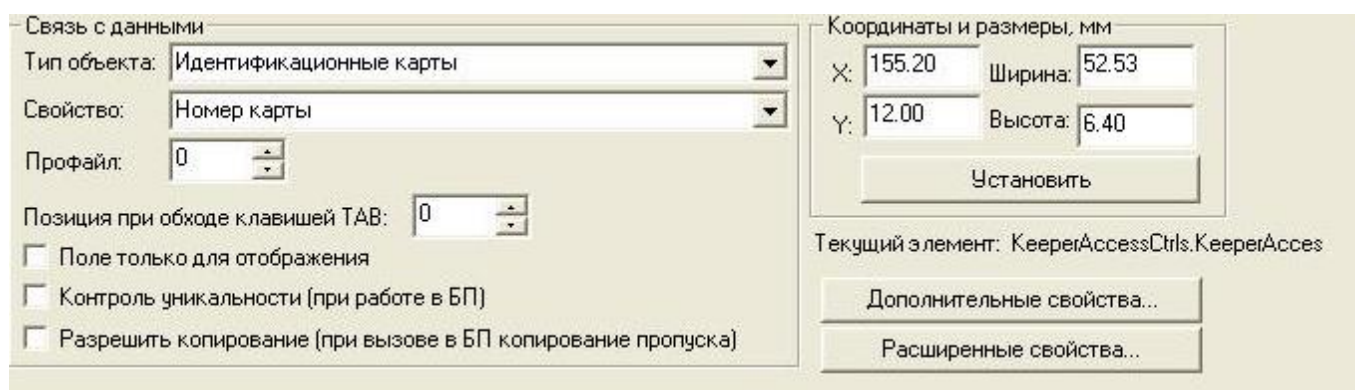 Связь с данными
Тип объекта: Идентификационные карты
Свойство: Номер карты
Профайл: 0
Позиция при обходе клавишей TAB: 0
Поле только для отображения
Контроль уникальности (при работе в БП)
Разрешить копирование (при вызове в БП копирование пропуска)
Координаты и размеры, мм
X: 155.20 Ширина: 52.53
Y: 12.00 Высота: 6.40
Установить
Текущий элемент: KeeperAccessCtrls.KeeperAcces
Дополнительные свойства...
Расширенные свойства...